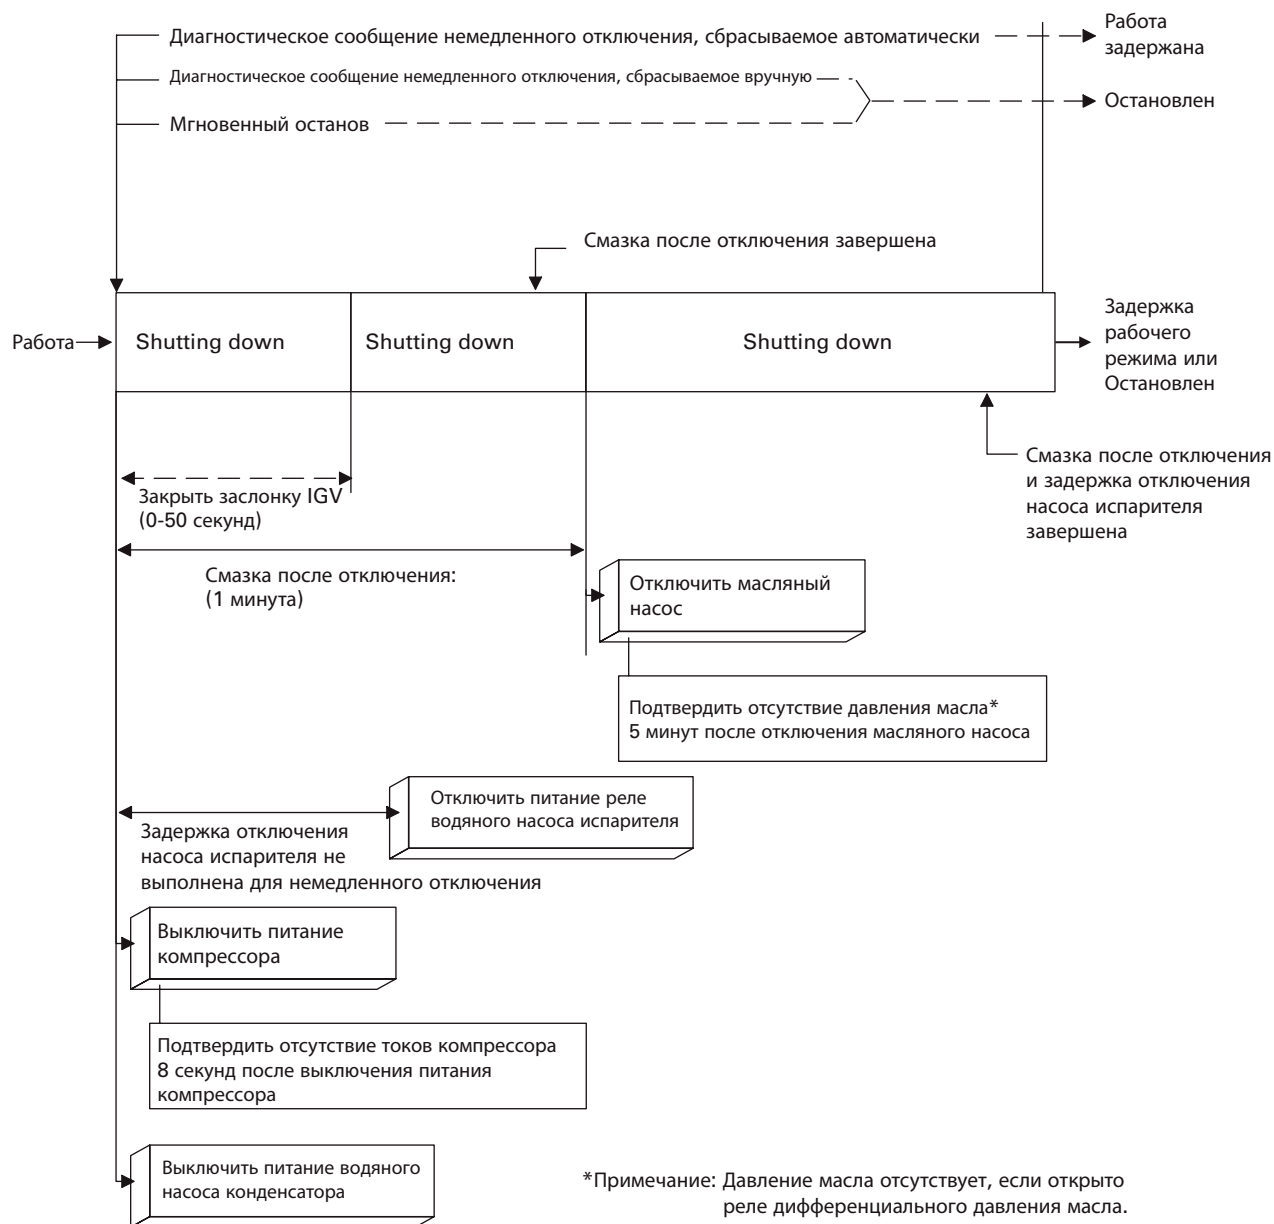 Диагностическое сообщение немедленного отключения, сбрасываемое автоматически
Работа
задержана
Диагностическое сообщение немедленного отключения, сбрасываемое вручную
Остановлен
Мгновенный останов
Смазка после отключения завершена
Работа
Shutting down
Shutting down
Shutting down
Задержка
рабочего
режима или
Остановлен
Смазка после отключения
и задержка отключения
насоса испарителя
завершена
Закрыть заслонку IGV
(0-50 секунд)
Смазка после отключения:
(1 минута)
Отключить масляный
насос
Подтвердить отсутствие давления масла*
5 минут после отключения масляного насоса
Отключить питание реле
водяного насоса испарителя
Задержка отключения
насоса испарителя не
выполнена для немедленного отключения
Выключить питание
компрессора
Подтвердить отсутствие токов компрессора
8 секунд после выключения питания
компрессора
Выключить питание водяного
насоса конденсатора
*Примечание: Давление масла отсутствует, если открыто
реле дифференциального давления масла.